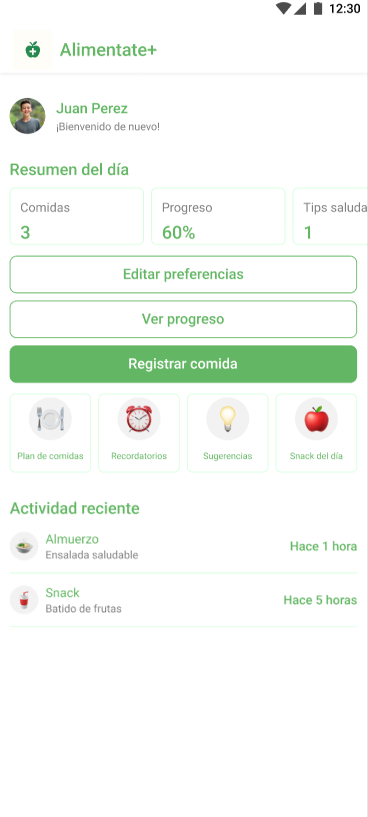 12:30
Alimentate+
Juan Perez
¡Bienvenido de nuevo!
Resumen del día
Comidas
3
Progreso
60%
Tips saluda
1
Editar preferencias
Ver progreso
Registrar comida
Plan de comidas
Recordatorios
Sugerencias
Snack del día
Actividad reciente
Almuerzo
Ensalada saludable
Hace 1 hora
Snack
Batido de frutas
Hace 5 horas